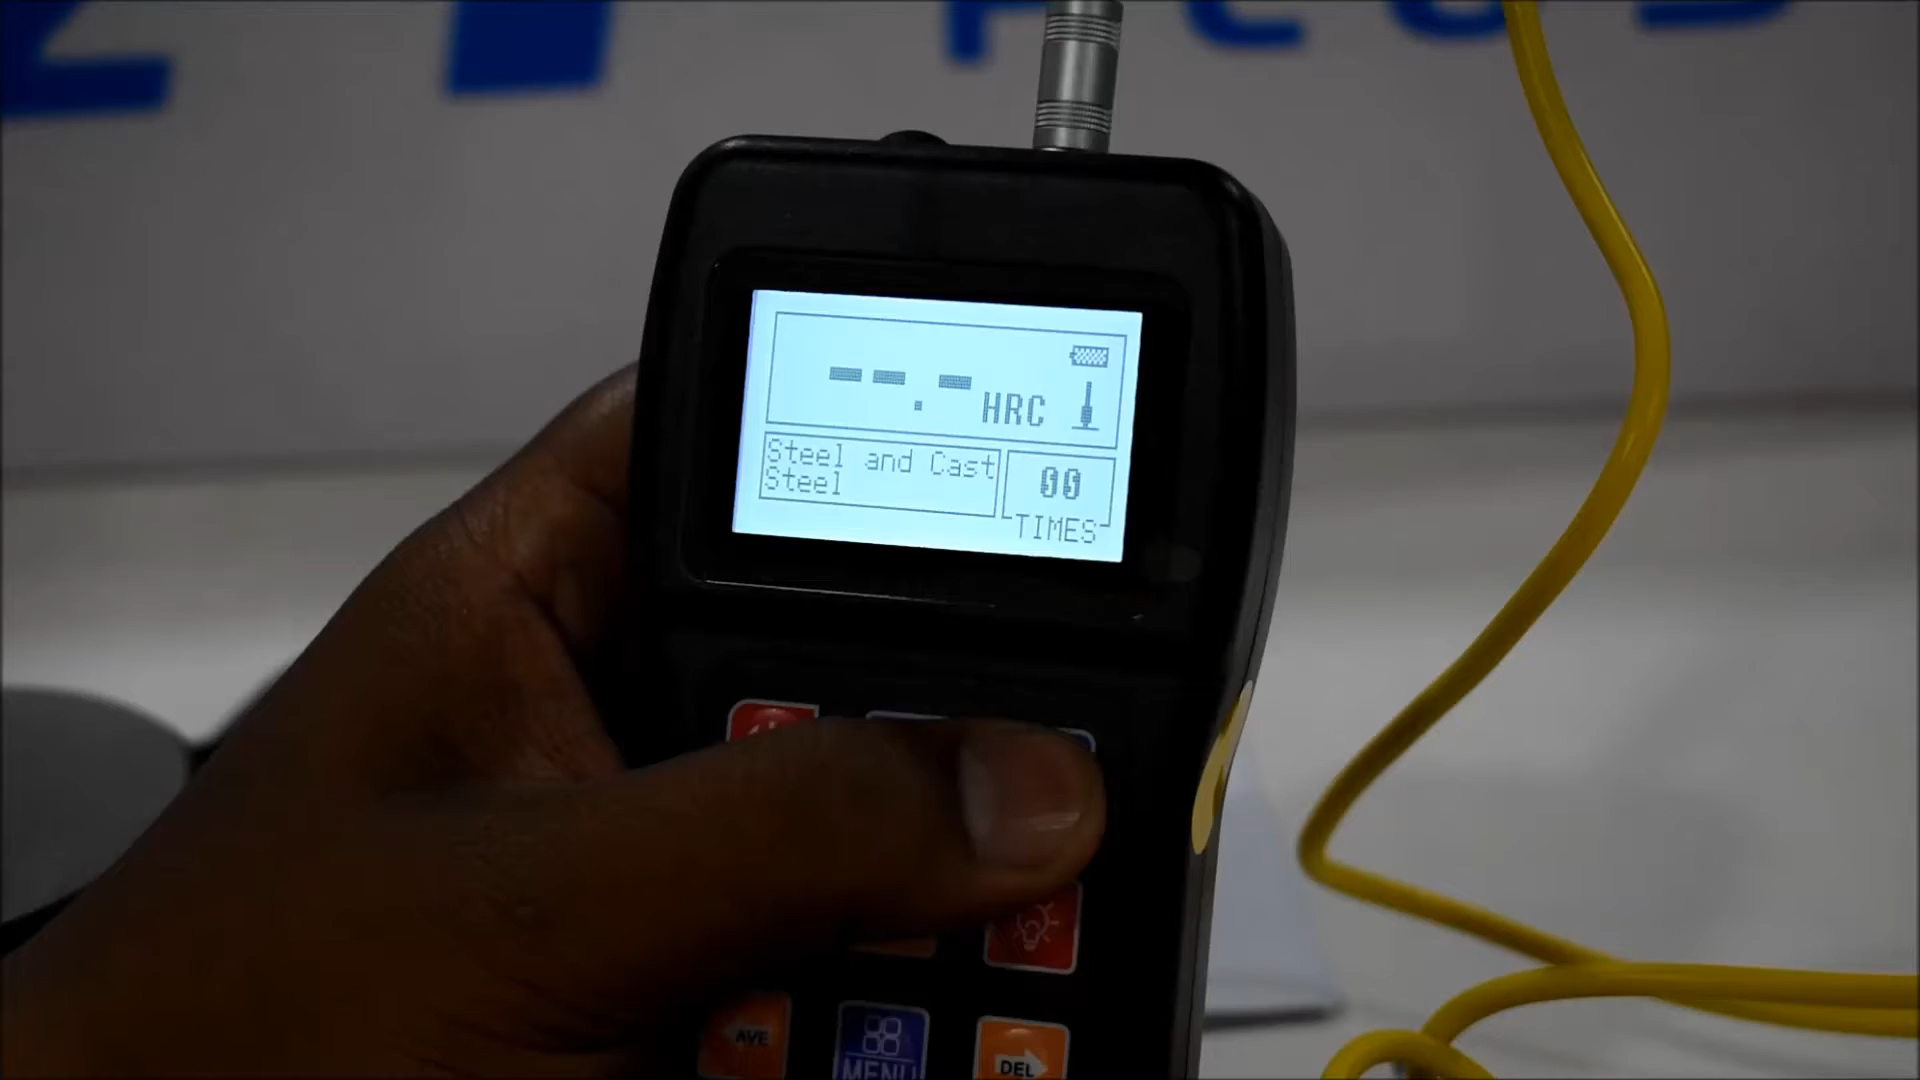 --.- HRC
Steel and Cast
Steel
00
TIMES
AVE
MENU
DEL